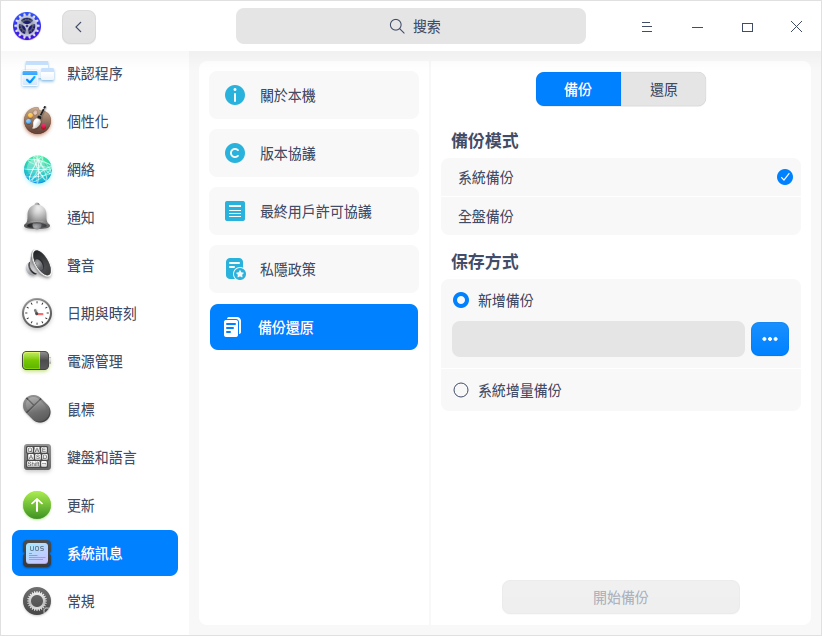 搜索
默認程序
個性化
網絡
通知
聲音
日期與時刻
電源管理
鼠標
鍵盤和語言
更新
UOS
系統訊息
常規
關於本機
版本協議
最終用戶許可協議
私隱政策
備份還原
備份
還原
備份模式
系統備份
全盤備份
保存方式
新增備份
系統增量備份
開始備份